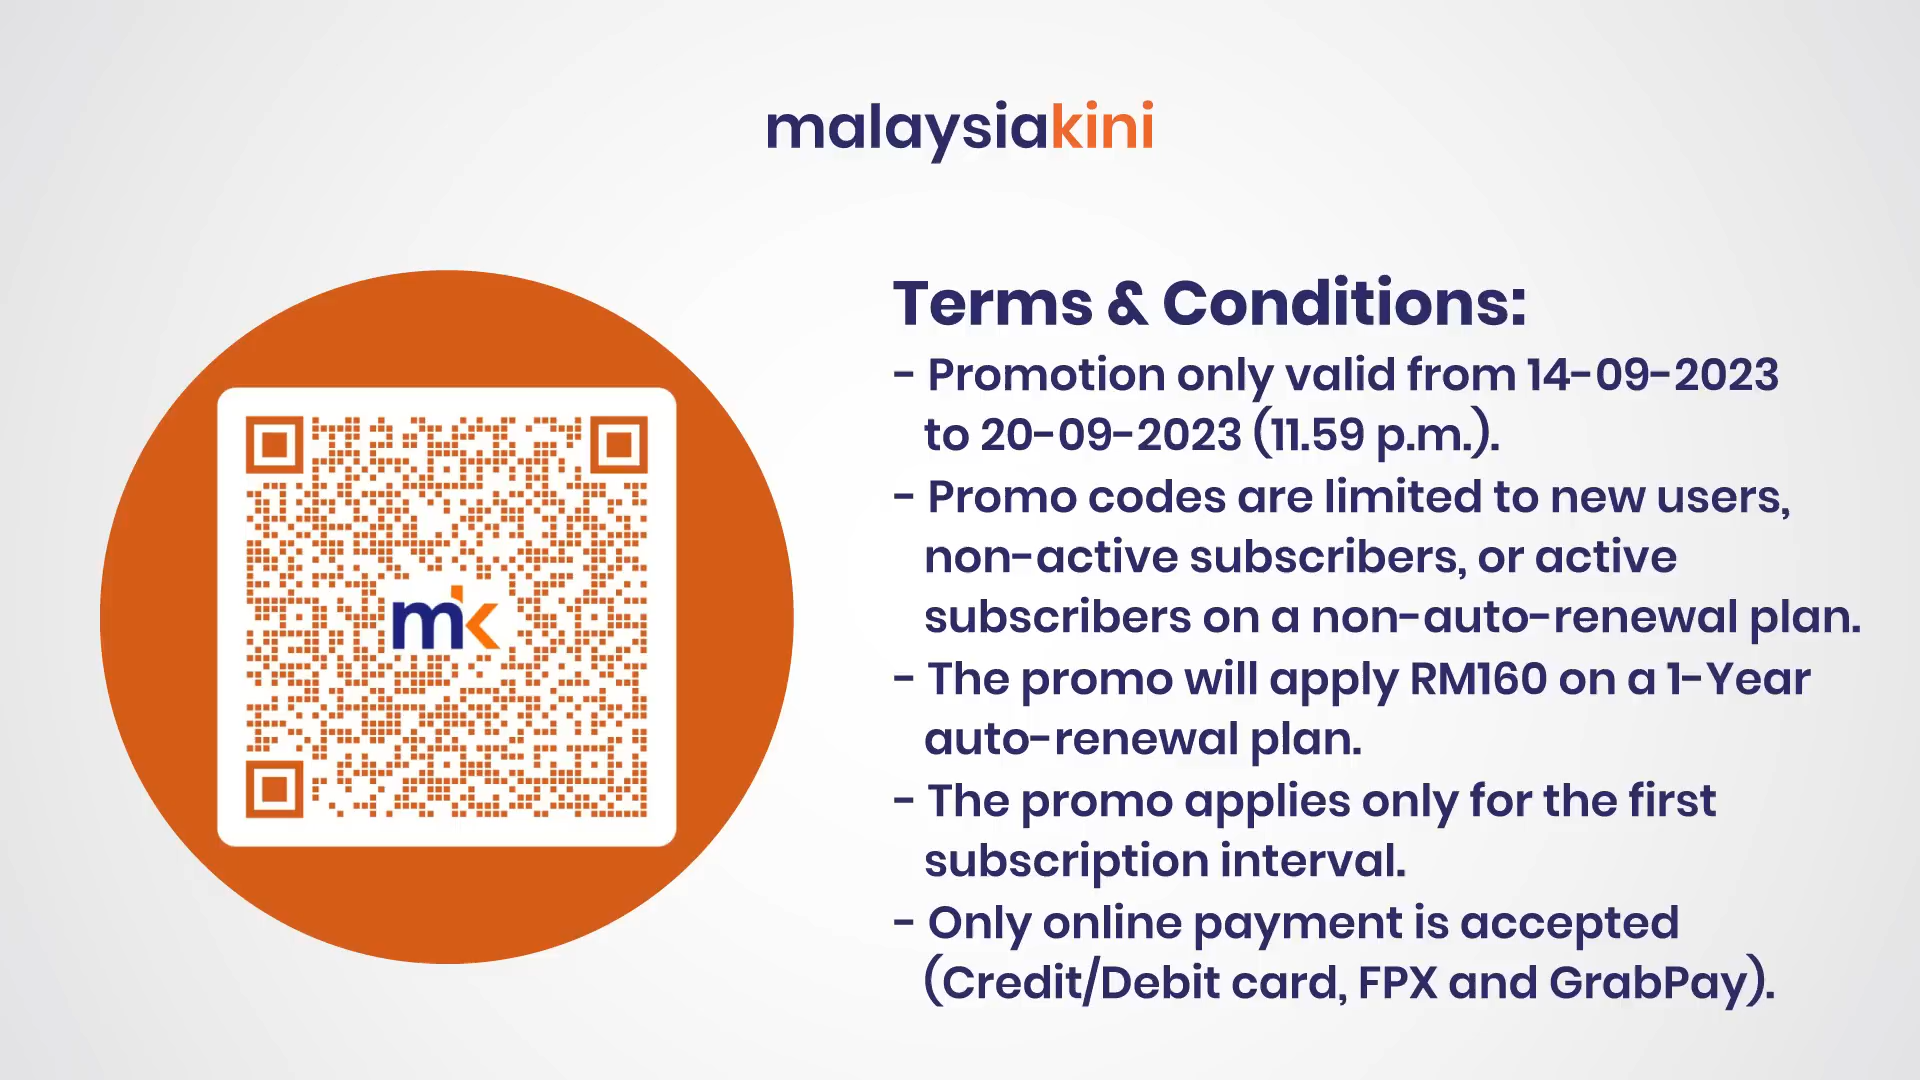 malaysiakini
Terms & Conditions:
- Promotion only valid from 14-09-2023
to 20-09-2023 (11.59 p.m.).
- Promo codes are limited to new users,
non-active subscribers, or active
subscribers on a non-auto-renewal plan.
- The promo will apply RM160 on a 1-Year
auto-renewal plan.
- The promo applies only for the first
subscription interval.
- Only online payment is accepted
(Credit/Debit card, FPX and GrabPay).
mk